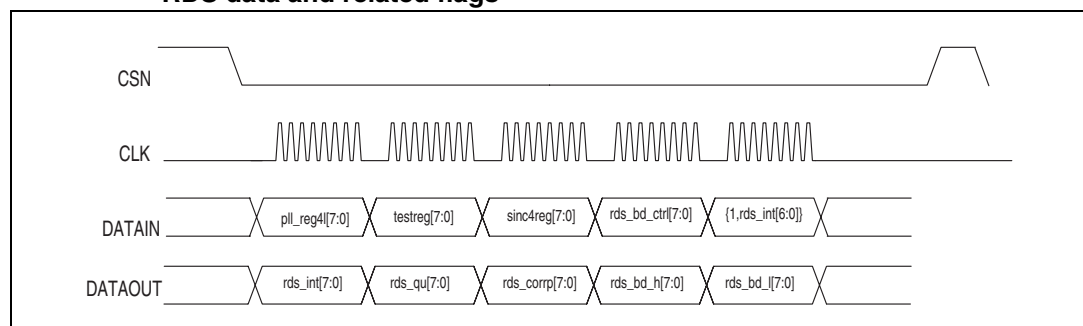 RDS data and related flags
CSN
CLK
DATAIN
pll_reg4l[7:0] testreg[7:0] sinc4reg[7:0] rds_bd_ctrl[7:0] {1,rds_int[6:0]}
DATAOUT
rds_int[7:0] rds_qu[7:0] rds_corrp[7:0] rds_bd_h[7:0] rds_bd_l[7:0]